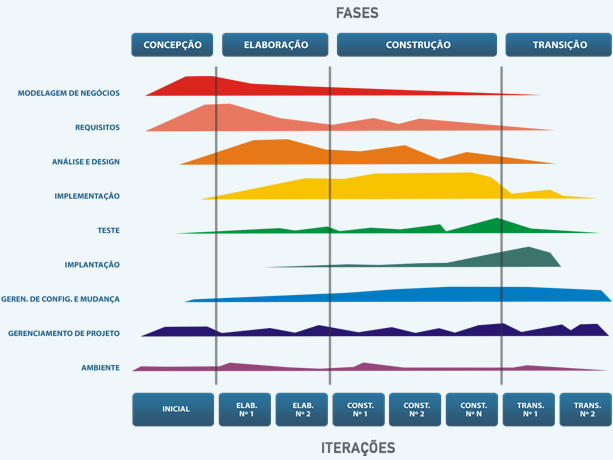 FASES
CONCEPÇÃO
ELABORAÇÃO
CONSTRUÇÃO
TRANSIÇÃO
MODELAGEM DE NEGÓCIOS
REQUISITOS
ANÁLISE E DESIGN
IMPLEMENTAÇÃO
TESTE
IMPLANTAÇÃO
GEREN. DE CONFIG. E MUDANÇA
GERENCIAMENTO DE PROJETO
AMBIENTE
INICIAL
ELAB.
Nº 1
ELAB.
Nº 2
CONST.
Nº 1
CONST.
Nº 2
CONST.
Nº N
TRANS.
Nº 1
TRANS.
Nº 2
ITERAÇÕES